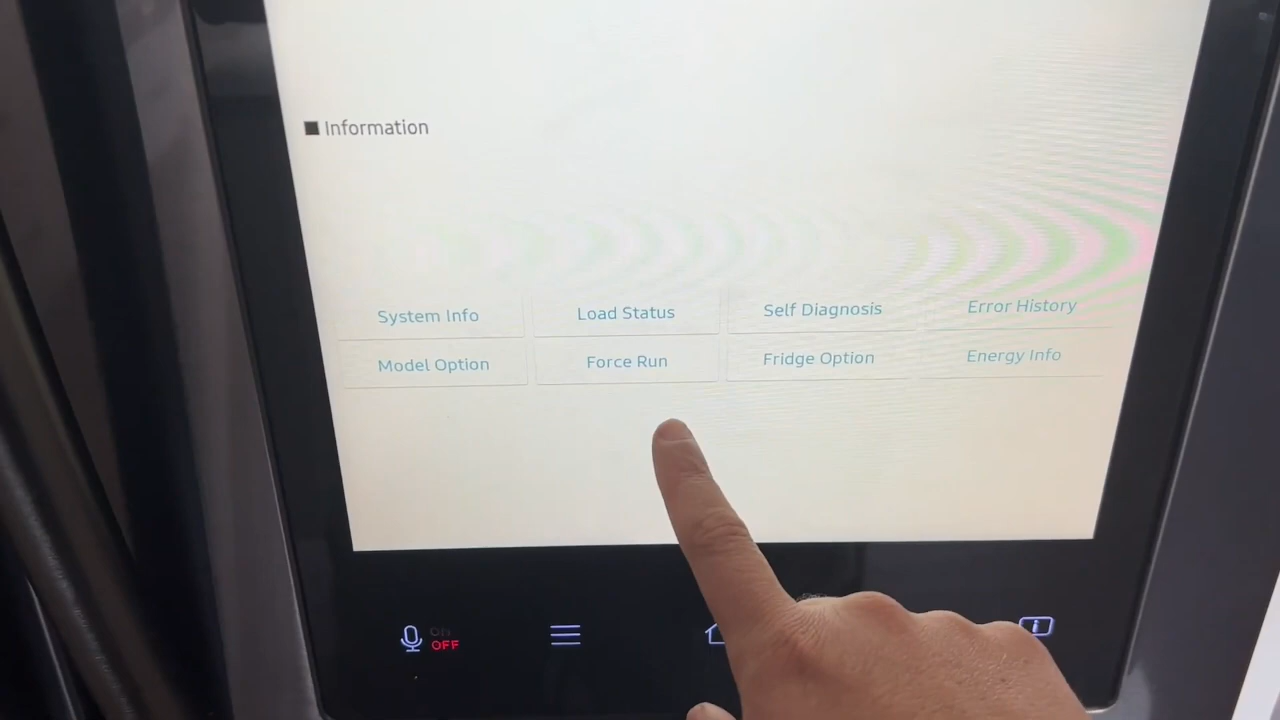 Information
System Info Load Status Self Diagnosis Error History
Model Option Force Run Fridge Option Energy Info
ON
OFF